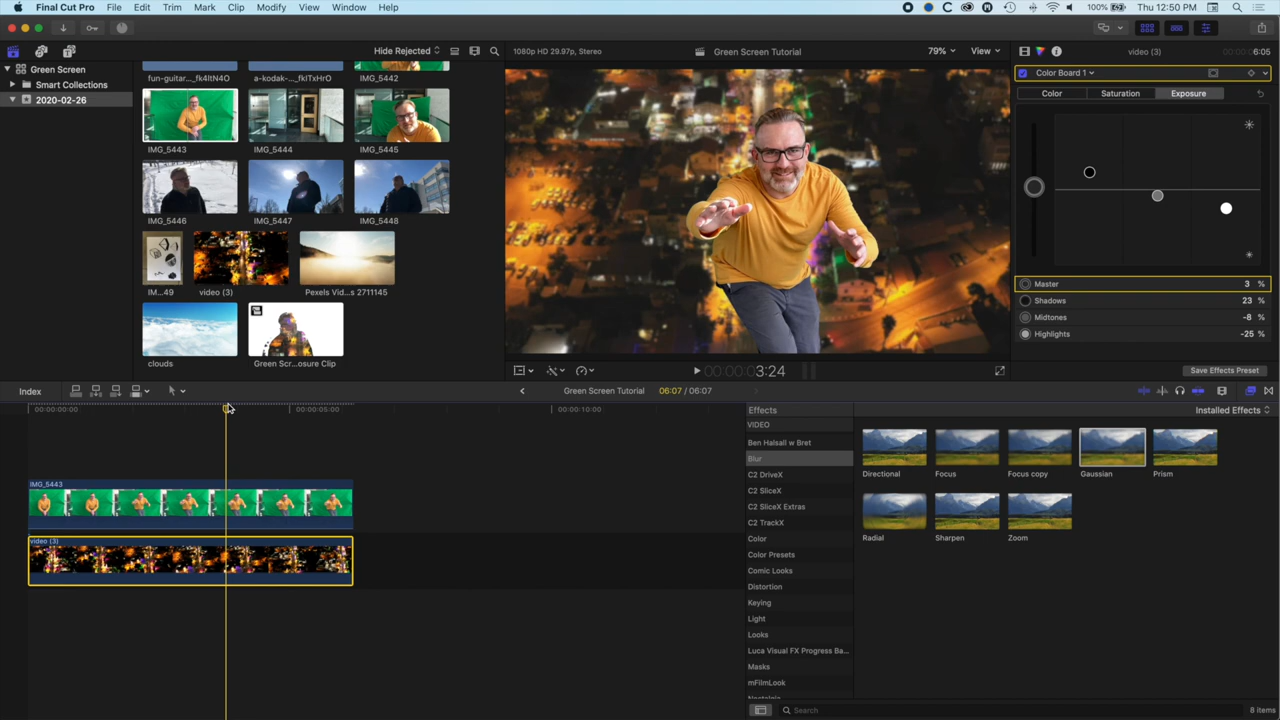 Final Cut Pro File Edit Trim Mark Clip Modify View Window Help 100% Thu 12:50 PM
Hide Rejected 1080p HD 29.97p, Stereo Green Screen Tutorial 79% View video (3) 6:05
Green Screen
Smart Collections
2020-02-26
fun-guitar..._fk4ItN4O a-kodak-..._fkITxHrO IMG_5442
IMG_5443 IMG_5444 IMG_5445
IMG_5446 IMG_5447 IMG_5448
IM...49 video (3) Pexels Vid...s 2711145
clouds Green Scr...osure Clip
Color Board 1
Color Saturation Exposure
Master 3 %
Shadows 23 %
Midtones -8 %
Highlights -25 %
Save Effects Preset
00:00:00:03:24
Index Green Screen Tutorial 06:07 / 06:07
00:00:00:00 00:00:05:00 00:00:10:00
IMG_5443
video (3)
Effects Installed Effects
VIDEO
Ben Halsall w Bret
Blur
C2 DriveX
C2 SliceX
C2 SliceX Extras
C2 TrackX
Color
Color Presets
Comic Looks
Distortion
Keying
Light
Looks
Luca Visual FX Progress Ba...
Masks
mFilmLook
Nostalgia
Directional Focus Focus copy Gaussian Prism
Radial Sharpen Zoom
Search 8 items